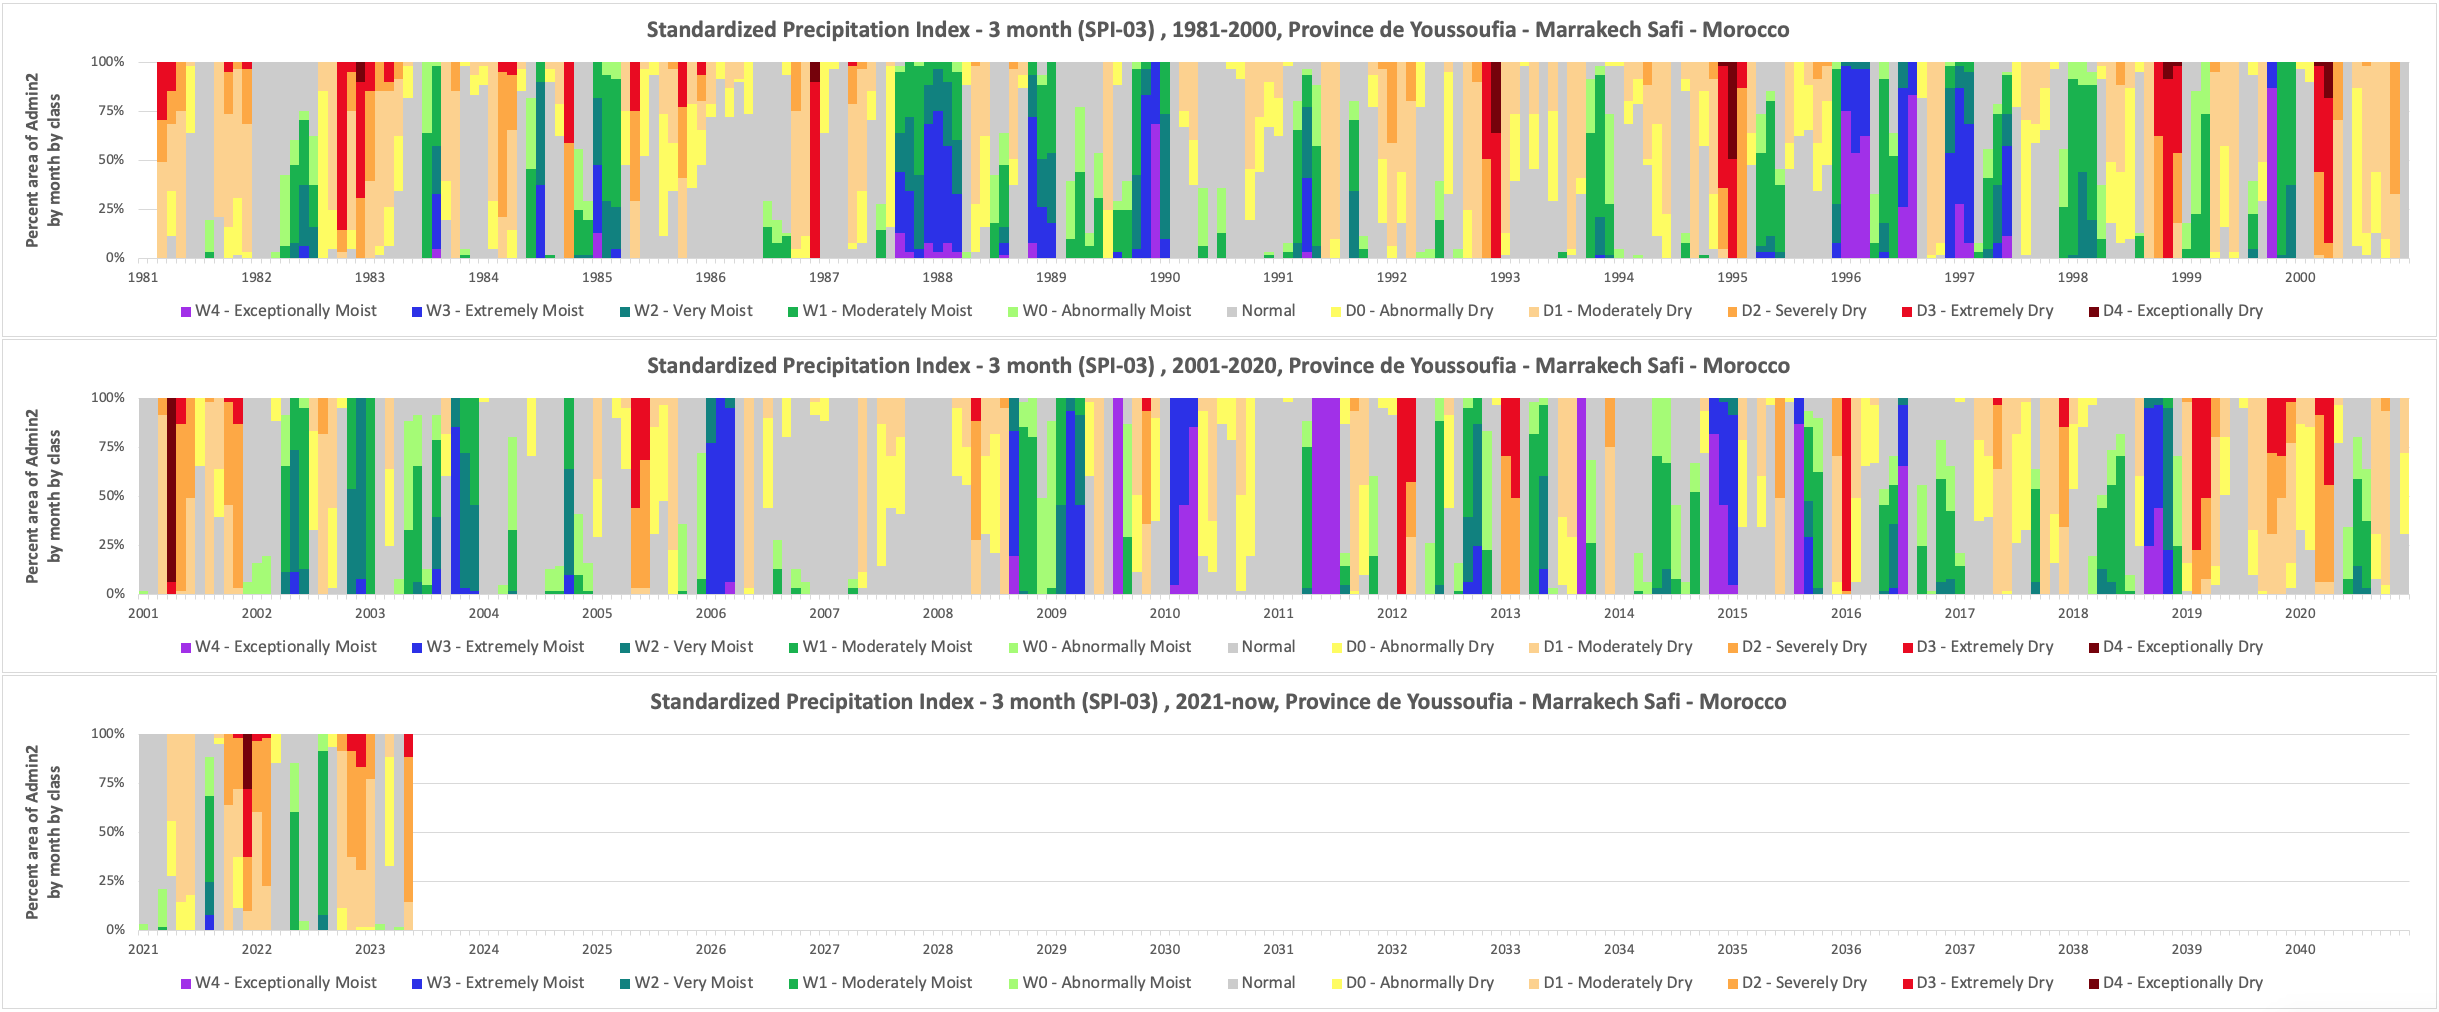 Standardized Precipitation Index - 3 month (SPI-03) , 1981-2000, Province de Youssoufia - Marrakech Safi - Morocco
Percent area of Admin2
by month by class
100%
75%
50%
25%
0%
1981 1982 1983 1984 1985 1986 1987 1988 1989 1990 1991 1992 1993 1994 1995 1996 1997 1998 1999 2000
W4 - Exceptionally Moist W3 - Extremely Moist W2 - Very Moist W1 - Moderately Moist W0 - Abnormally Moist Normal D0 - Abnormally Dry D1 - Moderately Dry D2 - Severely Dry D3 - Extremely Dry D4 - Exceptionally Dry
Standardized Precipitation Index - 3 month (SPI-03) , 2001-2020, Province de Youssoufia - Marrakech Safi - Morocco
Percent area of Admin2
by month by class
100%
75%
50%
25%
0%
2001 2002 2003 2004 2005 2006 2007 2008 2009 2010 2011 2012 2013 2014 2015 2016 2017 2018 2019 2020
W4 - Exceptionally Moist W3 - Extremely Moist W2 - Very Moist W1 - Moderately Moist W0 - Abnormally Moist Normal D0 - Abnormally Dry D1 - Moderately Dry D2 - Severely Dry D3 - Extremely Dry D4 - Exceptionally Dry
Standardized Precipitation Index - 3 month (SPI-03) , 2021-now, Province de Youssoufia - Marrakech Safi - Morocco
Percent area of Admin2
by month by class
100%
75%
50%
25%
0%
2021 2022 2023 2024 2025 2026 2027 2028 2029 2030 2031 2032 2033 2034 2035 2036 2037 2038 2039 2040
W4 - Exceptionally Moist W3 - Extremely Moist W2 - Very Moist W1 - Moderately Moist W0 - Abnormally Moist Normal D0 - Abnormally Dry D1 - Moderately Dry D2 - Severely Dry D3 - Extremely Dry D4 - Exceptionally Dry